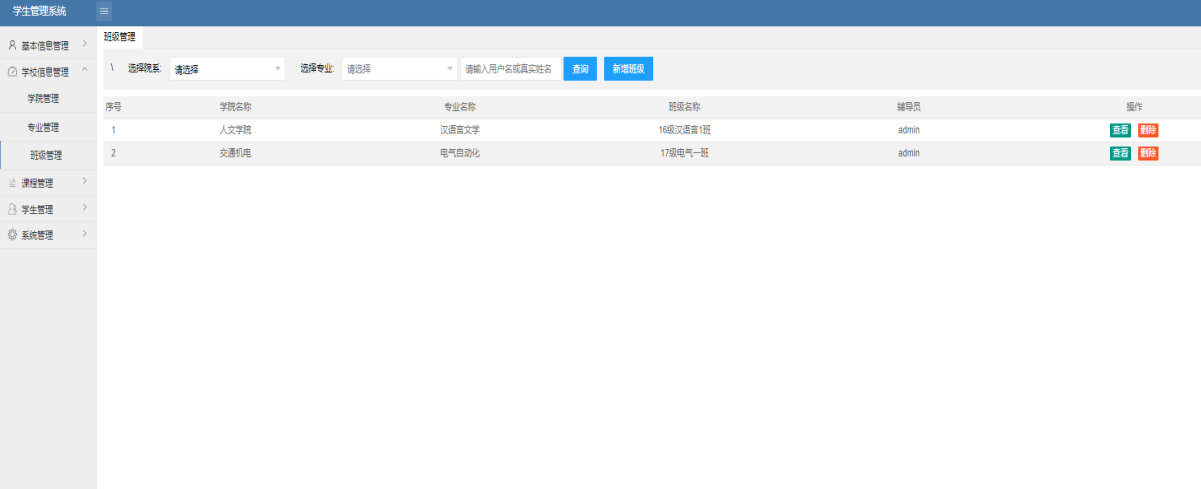 学生管理系统
班级管理
基本信息管理
学校信息管理
学院管理
专业管理
班级管理
课程管理
学生管理
系统管理
\ 选择院系: 请选择 选择专业: 请选择 请输入用户名或真实姓名 查询 新增班级
序号 学院名称 专业名称 班级名称 辅导员 操作
1 人文学院 汉语言文学 16级汉语言1班 admin 查看 删除
2 交通机电 电气自动化 17级电气一班 admin 查看 删除